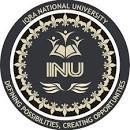 IQRA NATIONAL UNIVERSITY
INU
DEFINING POSSIBILITIES, CREATING OPPORTUNITIES